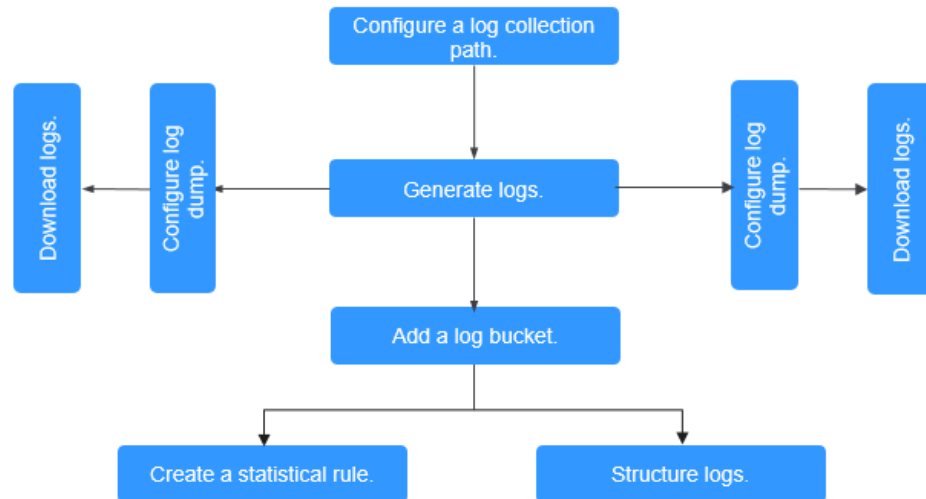 Configure a log collection
path.
Download logs.
Configure log
dump.
Generate logs.
Configure log
dump.
Download logs.
Add a log bucket.
Create a statistical rule.
Structure logs.